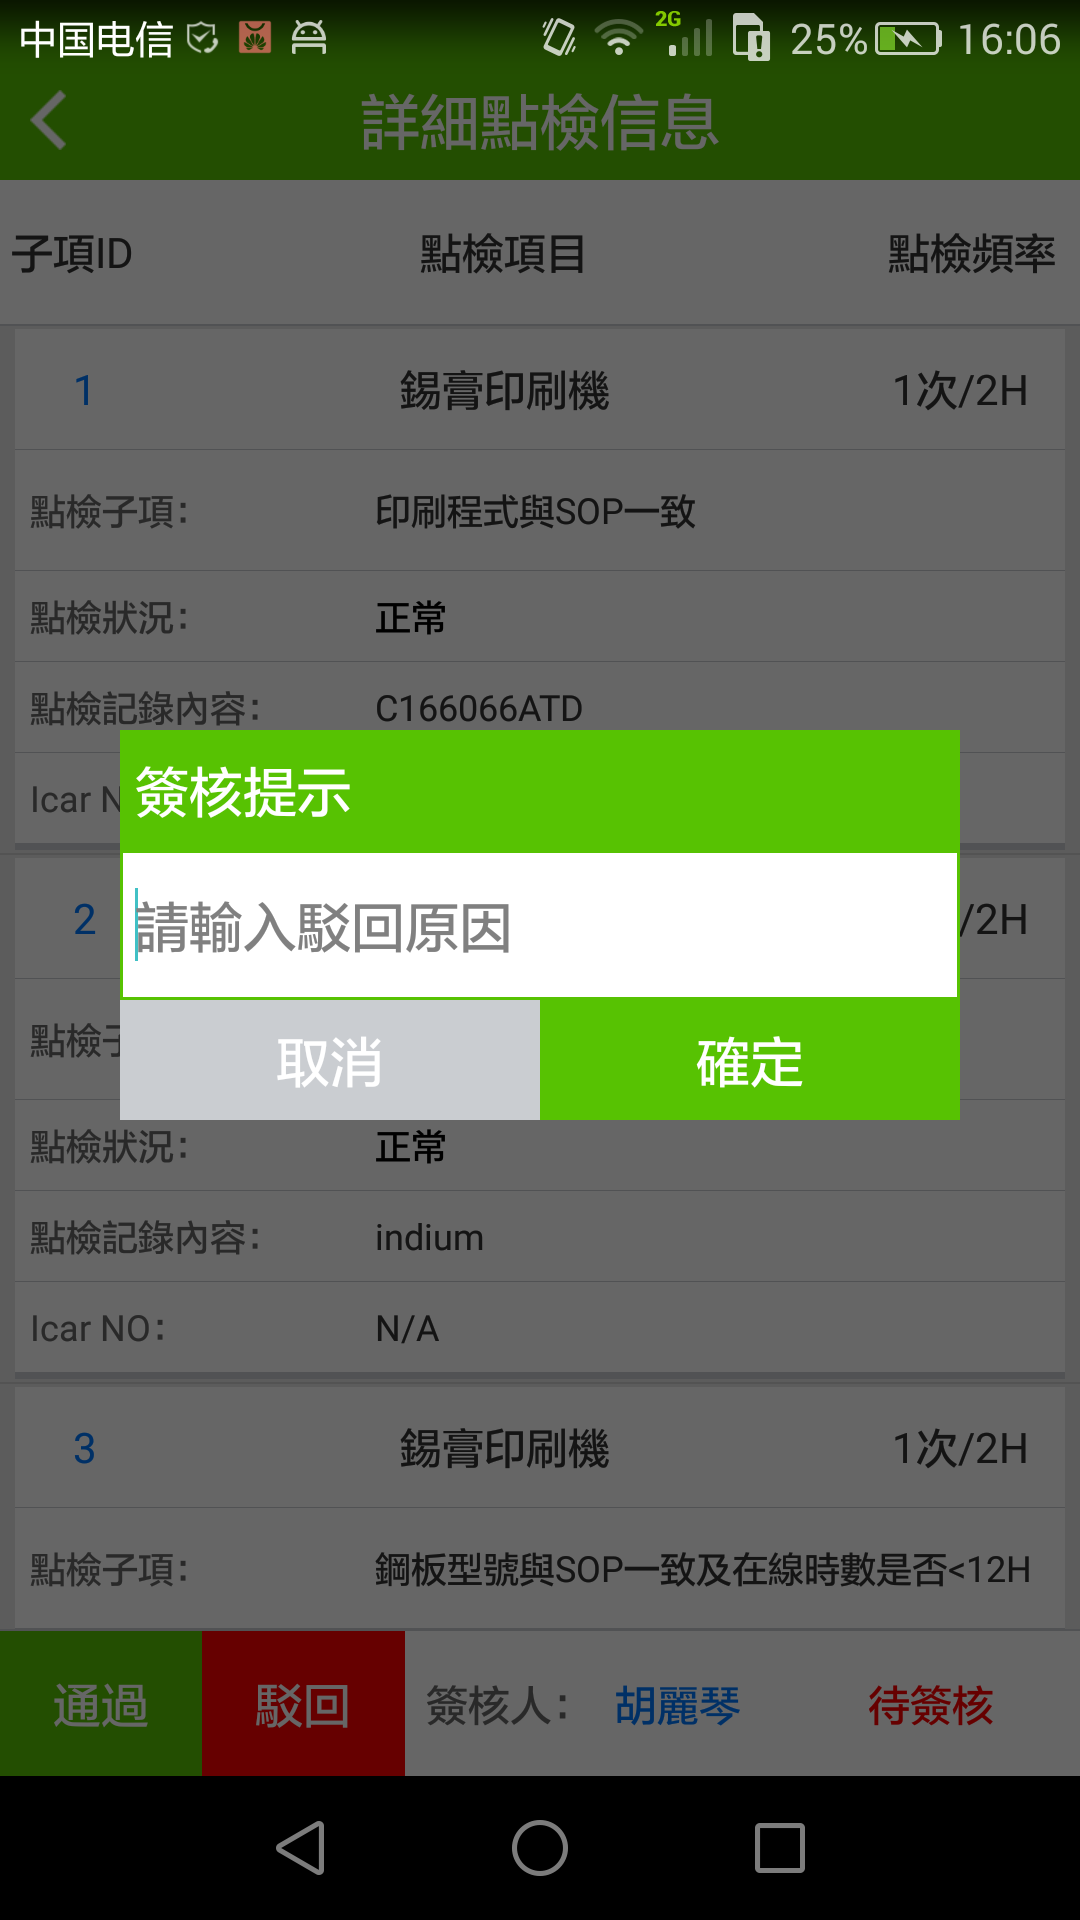 中国电信 2G 25% 16:06
詳細點檢信息
子項ID 點檢項目 點檢頻率
1 錫膏印刷機 1次/2H
點檢子項: 印刷程式與SOP一致
點檢狀況: 正常
點檢記錄內容: C166066ATD
Icar N
簽核提示
請輸入駁回原因
取消 確定
2 /2H
點檢子
點檢狀況: 正常
點檢記錄內容: indium
Icar NO: N/A
3 錫膏印刷機 1次/2H
點檢子項: 鋼板型號與SOP一致及在線時數是否<12H
通過 駁回 簽核人: 胡麗琴 待簽核